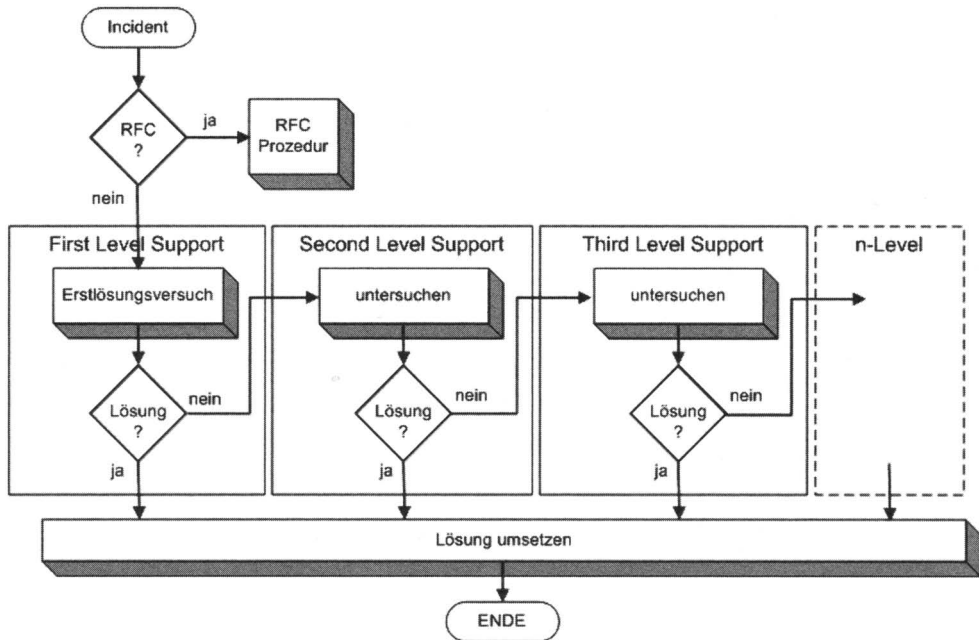 Incident
RFC
?
ja
RFC
Prozedur
nein
First Level Support
Erstlösungsversuch
Lösung
?
nein
ja
Second Level Support
untersuchen
Lösung
?
nein
ja
Third Level Support
untersuchen
Lösung
?
nein
ja
n-Level
Lösung umsetzen
ENDE